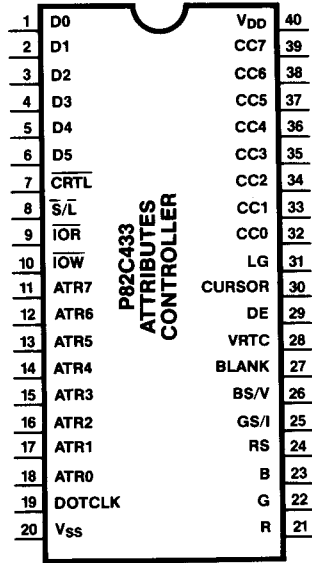 1 D0 VDD 40
2 D1 CC7 39
3 D2 CC6 38
4 D3 CC5 37
5 D4 CC4 36
6 D5 CC3 35
7 C̅R̅T̅L̅ CC2 34
8 S̅/L̅ CC1 33
9 I̅O̅R̅ CC0 32
10 I̅O̅W̅ LG 31
11 ATR7 CURSOR 30
12 ATR6 DE 29
13 ATR5 VRTC 28
14 ATR4 BLANK 27
15 ATR3 BS/V 26
16 ATR2 GS/I 25
17 ATR1 RS 24
18 ATR0 B 23
19 DOTCLK G 22
20 VSS R 21
P82C433
ATTRIBUTES
CONTROLLER